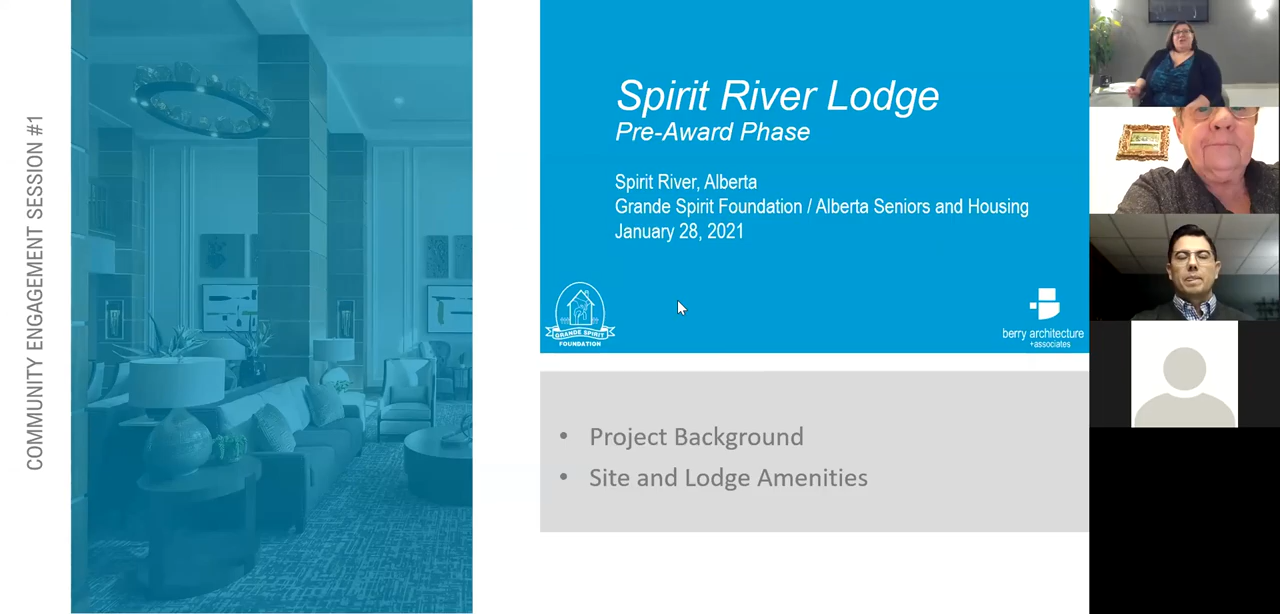 COMMUNITY ENGAGEMENT SESSION #1
Spirit River Lodge
Pre-Award Phase
Spirit River, Alberta
Grande Spirit Foundation / Alberta Seniors and Housing
January 28, 2021
GRANDE SPIRIT
FOUNDATION
berry architecture
+associates
• Project Background
• Site and Lodge Amenities